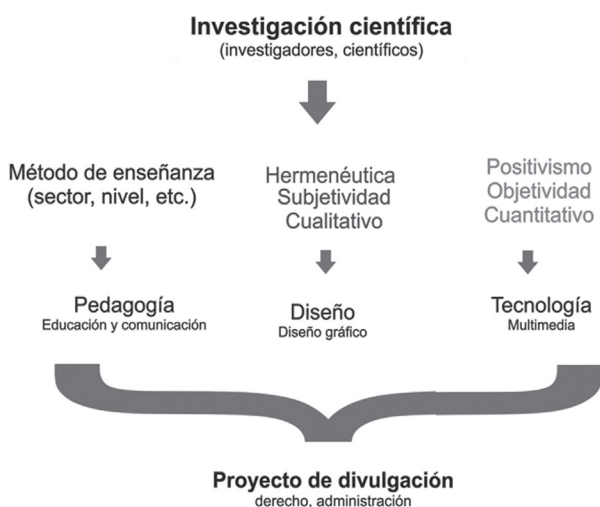 Investigación científica
(investigadores, científicos)
Método de enseñanza
(sector, nivel, etc.)
Hermenéutica
Subjetividad
Cualitativo
Positivismo
Objetividad
Cuantitativo
Pedagogía
Educación y comunicación
Diseño
Diseño gráfico
Tecnología
Multimedia
Proyecto de divulgación
derecho, administración